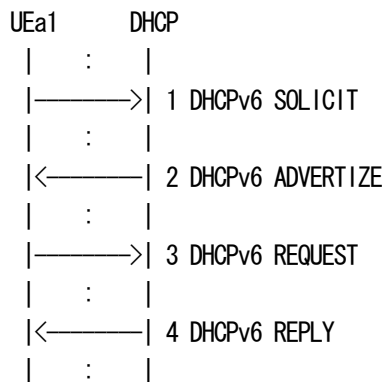 UEa1 DHCP
| : |
|-------->| 1 DHCPv6 SOLICIT
| : |
|<--------| 2 DHCPv6 ADVERTIZE
| : |
|-------->| 3 DHCPv6 REQUEST
| : |
|<--------| 4 DHCPv6 REPLY
| : |